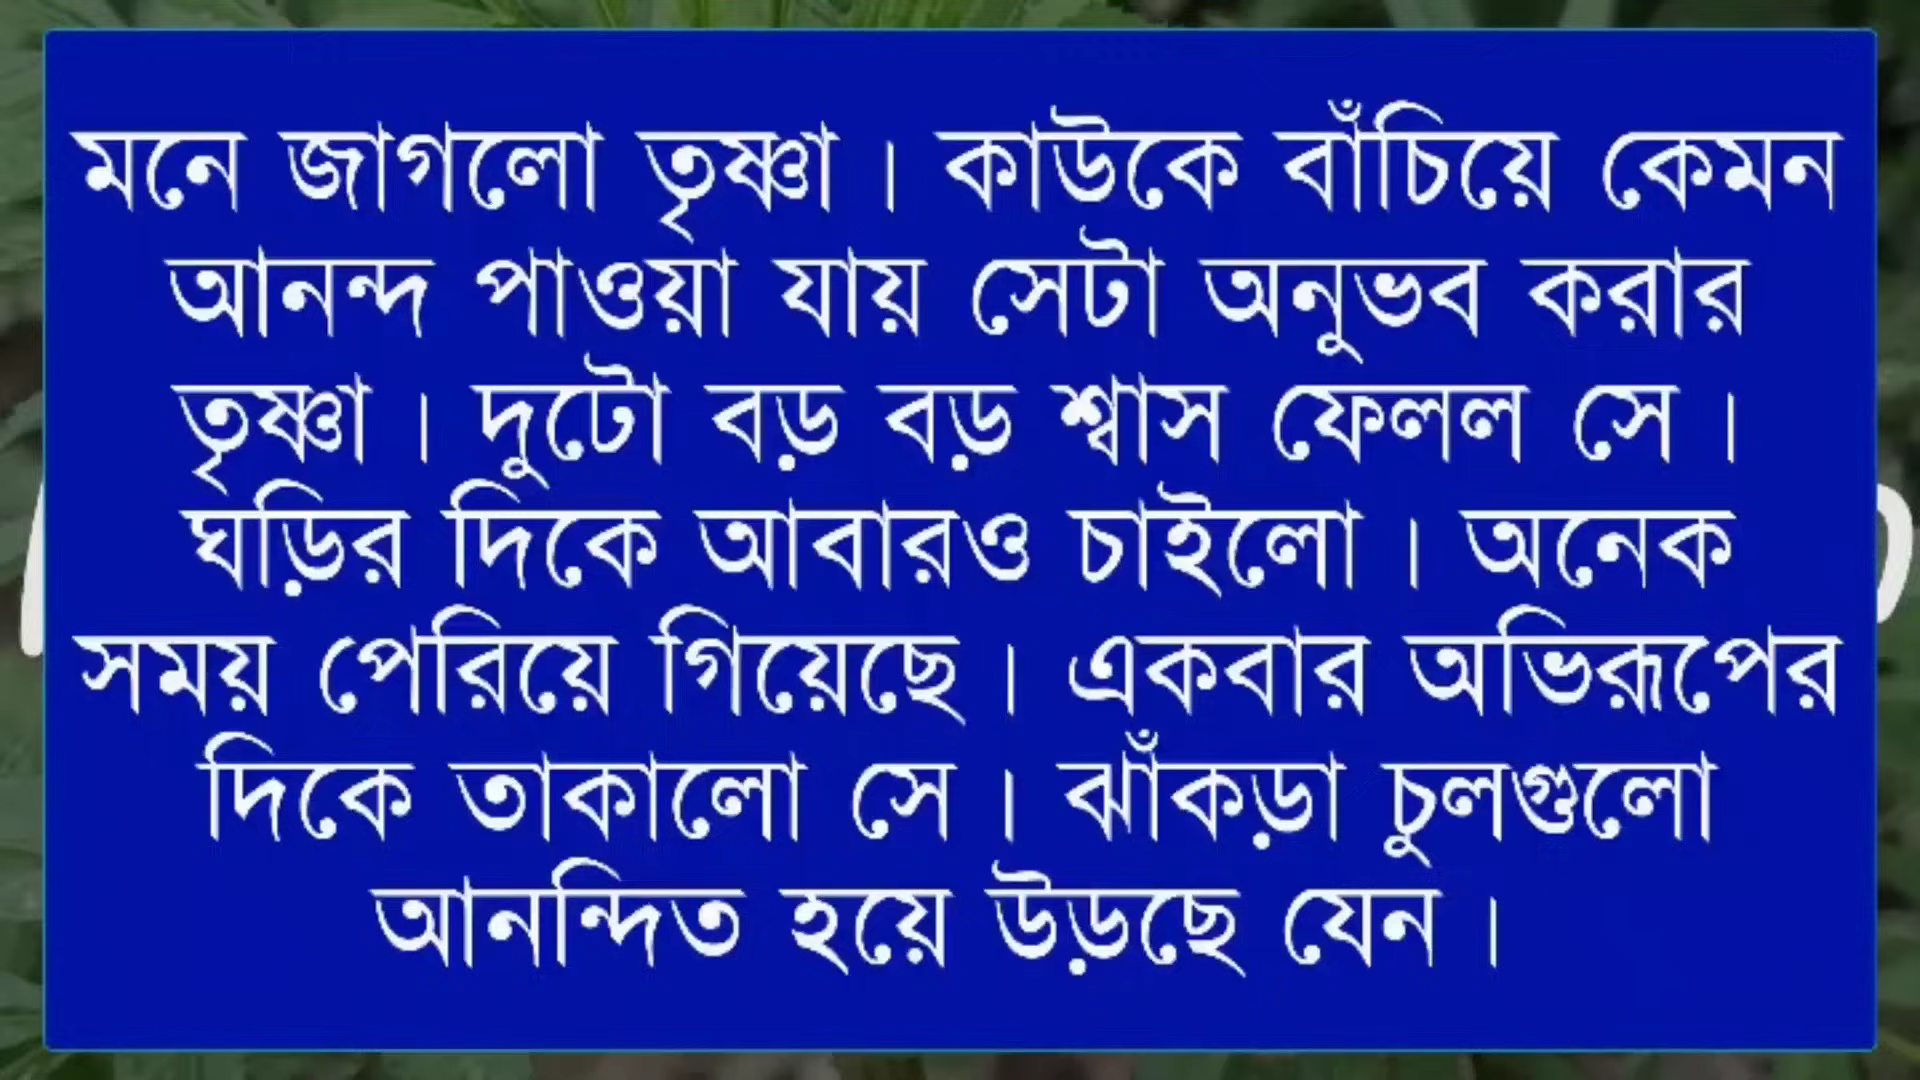 মনে জাগলো তৃষ্ণা । কাউকে বাঁচিয়ে কেমন
আনন্দ পাওয়া যায় সেটা অনুভব করার
তৃষ্ণা । দুটো বড় বড় শ্বাস ফেলল সে ।
ঘড়ির দিকে আবারও চাইলো । অনেক
সময় পেরিয়ে গিয়েছে । একবার অভিরূপের
দিকে তাকালো সে । ঝাঁকড়া চুলগুলো
আনন্দিত হয়ে উড়ছে যেন ।